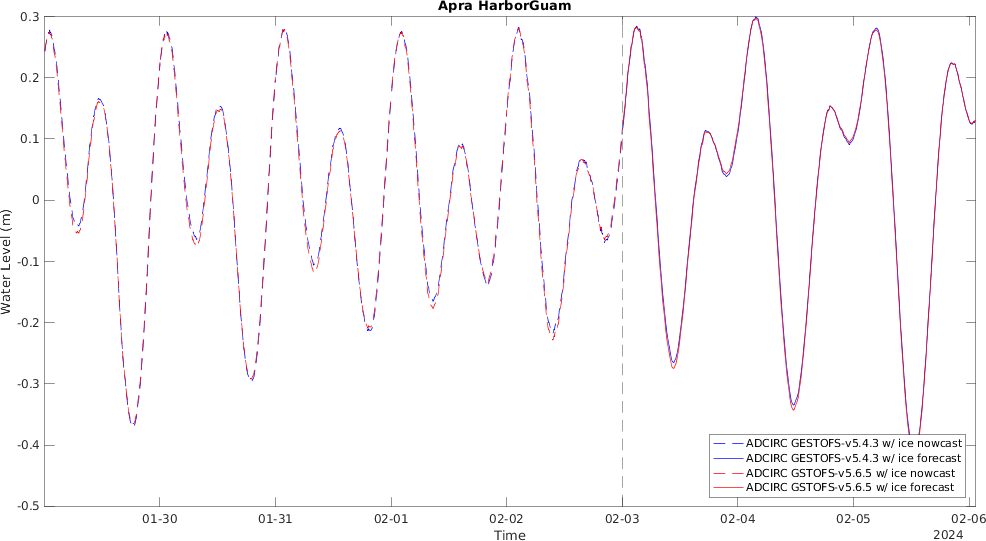 Apra HarborGuam
0.3
0.2
0.1
0
-0.1
-0.2
-0.3
-0.4
-0.5
Water Level (m)
ADCIRC GESTOFS-v5.4.3 w/ ice nowcast
ADCIRC GESTOFS-v5.4.3 w/ ice forecast
ADCIRC GSTOFS-v5.6.5 w/ ice nowcast
ADCIRC GSTOFS-v5.6.5 w/ ice forecast
01-30 01-31 02-01 02-02 02-03 02-04 02-05 02-06
Time
2024